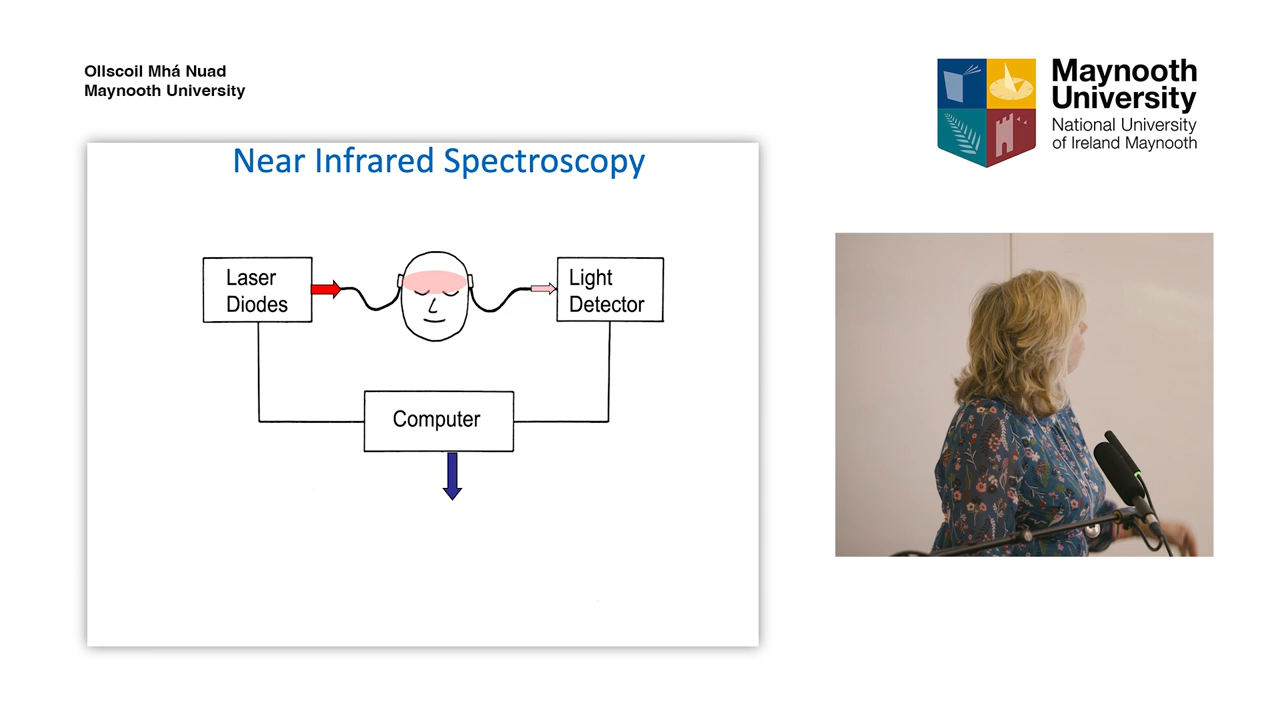 Ollscoil Mhá Nuad
Maynooth University
Maynooth
University
National University
of Ireland Maynooth
Near Infrared Spectroscopy
Laser
Diodes
Light
Detector
Computer